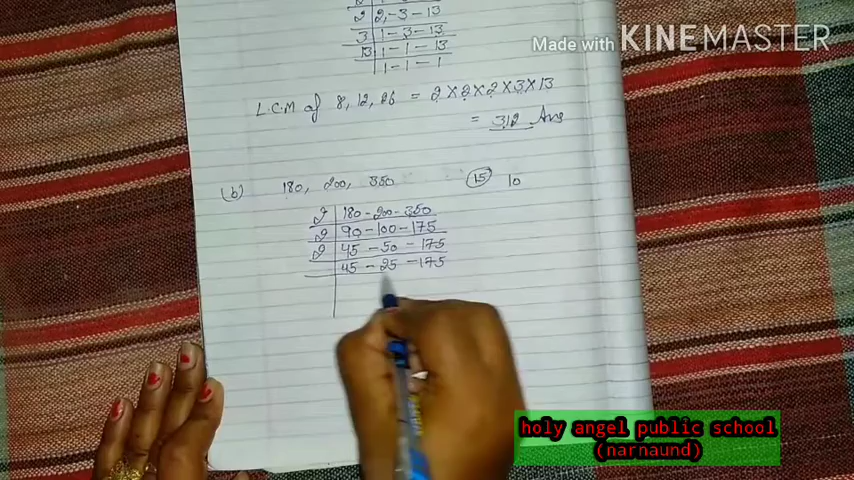 Made with KINEMASTER
2 | 2 - 3 - 13
3 | 1 - 3 - 13
13 | 1 - 1 - 13
1 - 1 - 1
L.C.M of 8, 12, 26 = 2 X 2 X 2 X 3 X 13
= 312 Ans
(b) 180, 200, 350 (15) 10
2 | 180 - 200 - 350
2 | 90 - 100 - 175
2 | 45 - 50 - 175
45 - 25 - 175
holy angel public school
(narnaund)